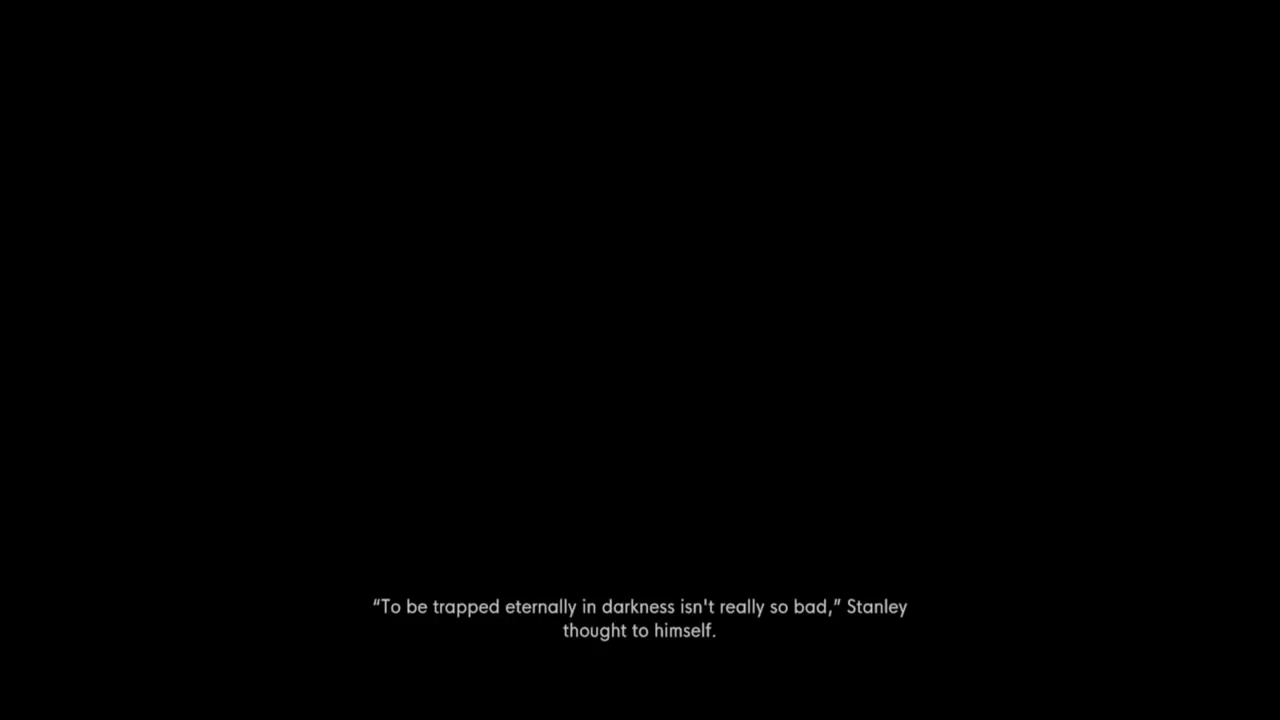 “To be trapped eternally in darkness isn't really so bad,” Stanley
thought to himself.